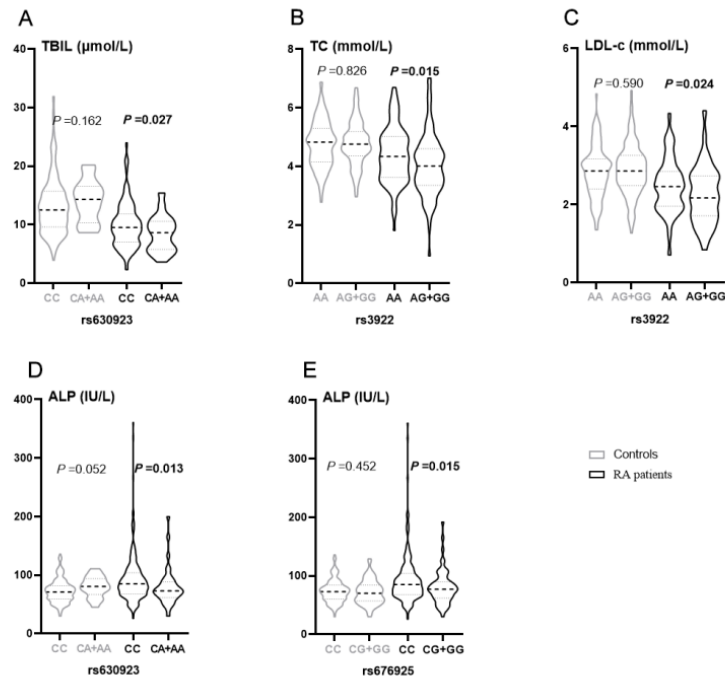 A
TBIL (μmol/L)
40
30
20
10
0
P =0.162
P =0.027
CC CA+AA CC CA+AA
rs630923
B
TC (mmol/L)
8
6
4
2
0
P =0.826
P =0.015
AA AG+GG AA AG+GG
rs3922
C
LDL-c (mmol/L)
6
4
2
0
P =0.590
P =0.024
AA AG+GG AA AG+GG
rs3922
D
ALP (IU/L)
400
300
200
100
0
P =0.052
P =0.013
CC CA+AA CC CA+AA
rs630923
E
ALP (IU/L)
400
300
200
100
0
P =0.452
P =0.015
CC CG+GG CC CG+GG
rs676925
Controls
RA patients